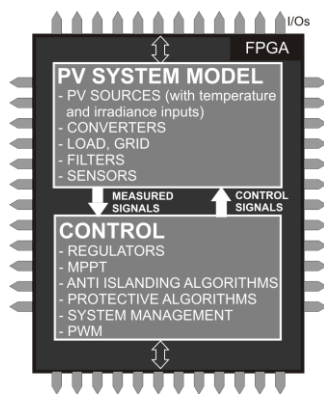 I/Os
FPGA
PV SYSTEM MODEL
- PV SOURCES (with temperature
and irradiance inputs)
- CONVERTERS
- LOAD, GRID
- FILTERS
- SENSORS
MEASURED
SIGNALS
CONTROL
SIGNALS
CONTROL
- REGULATORS
- MPPT
- ANTI ISLANDING ALGORITHMS
- PROTECTIVE ALGORITHMS
- SYSTEM MANAGEMENT
- PWM